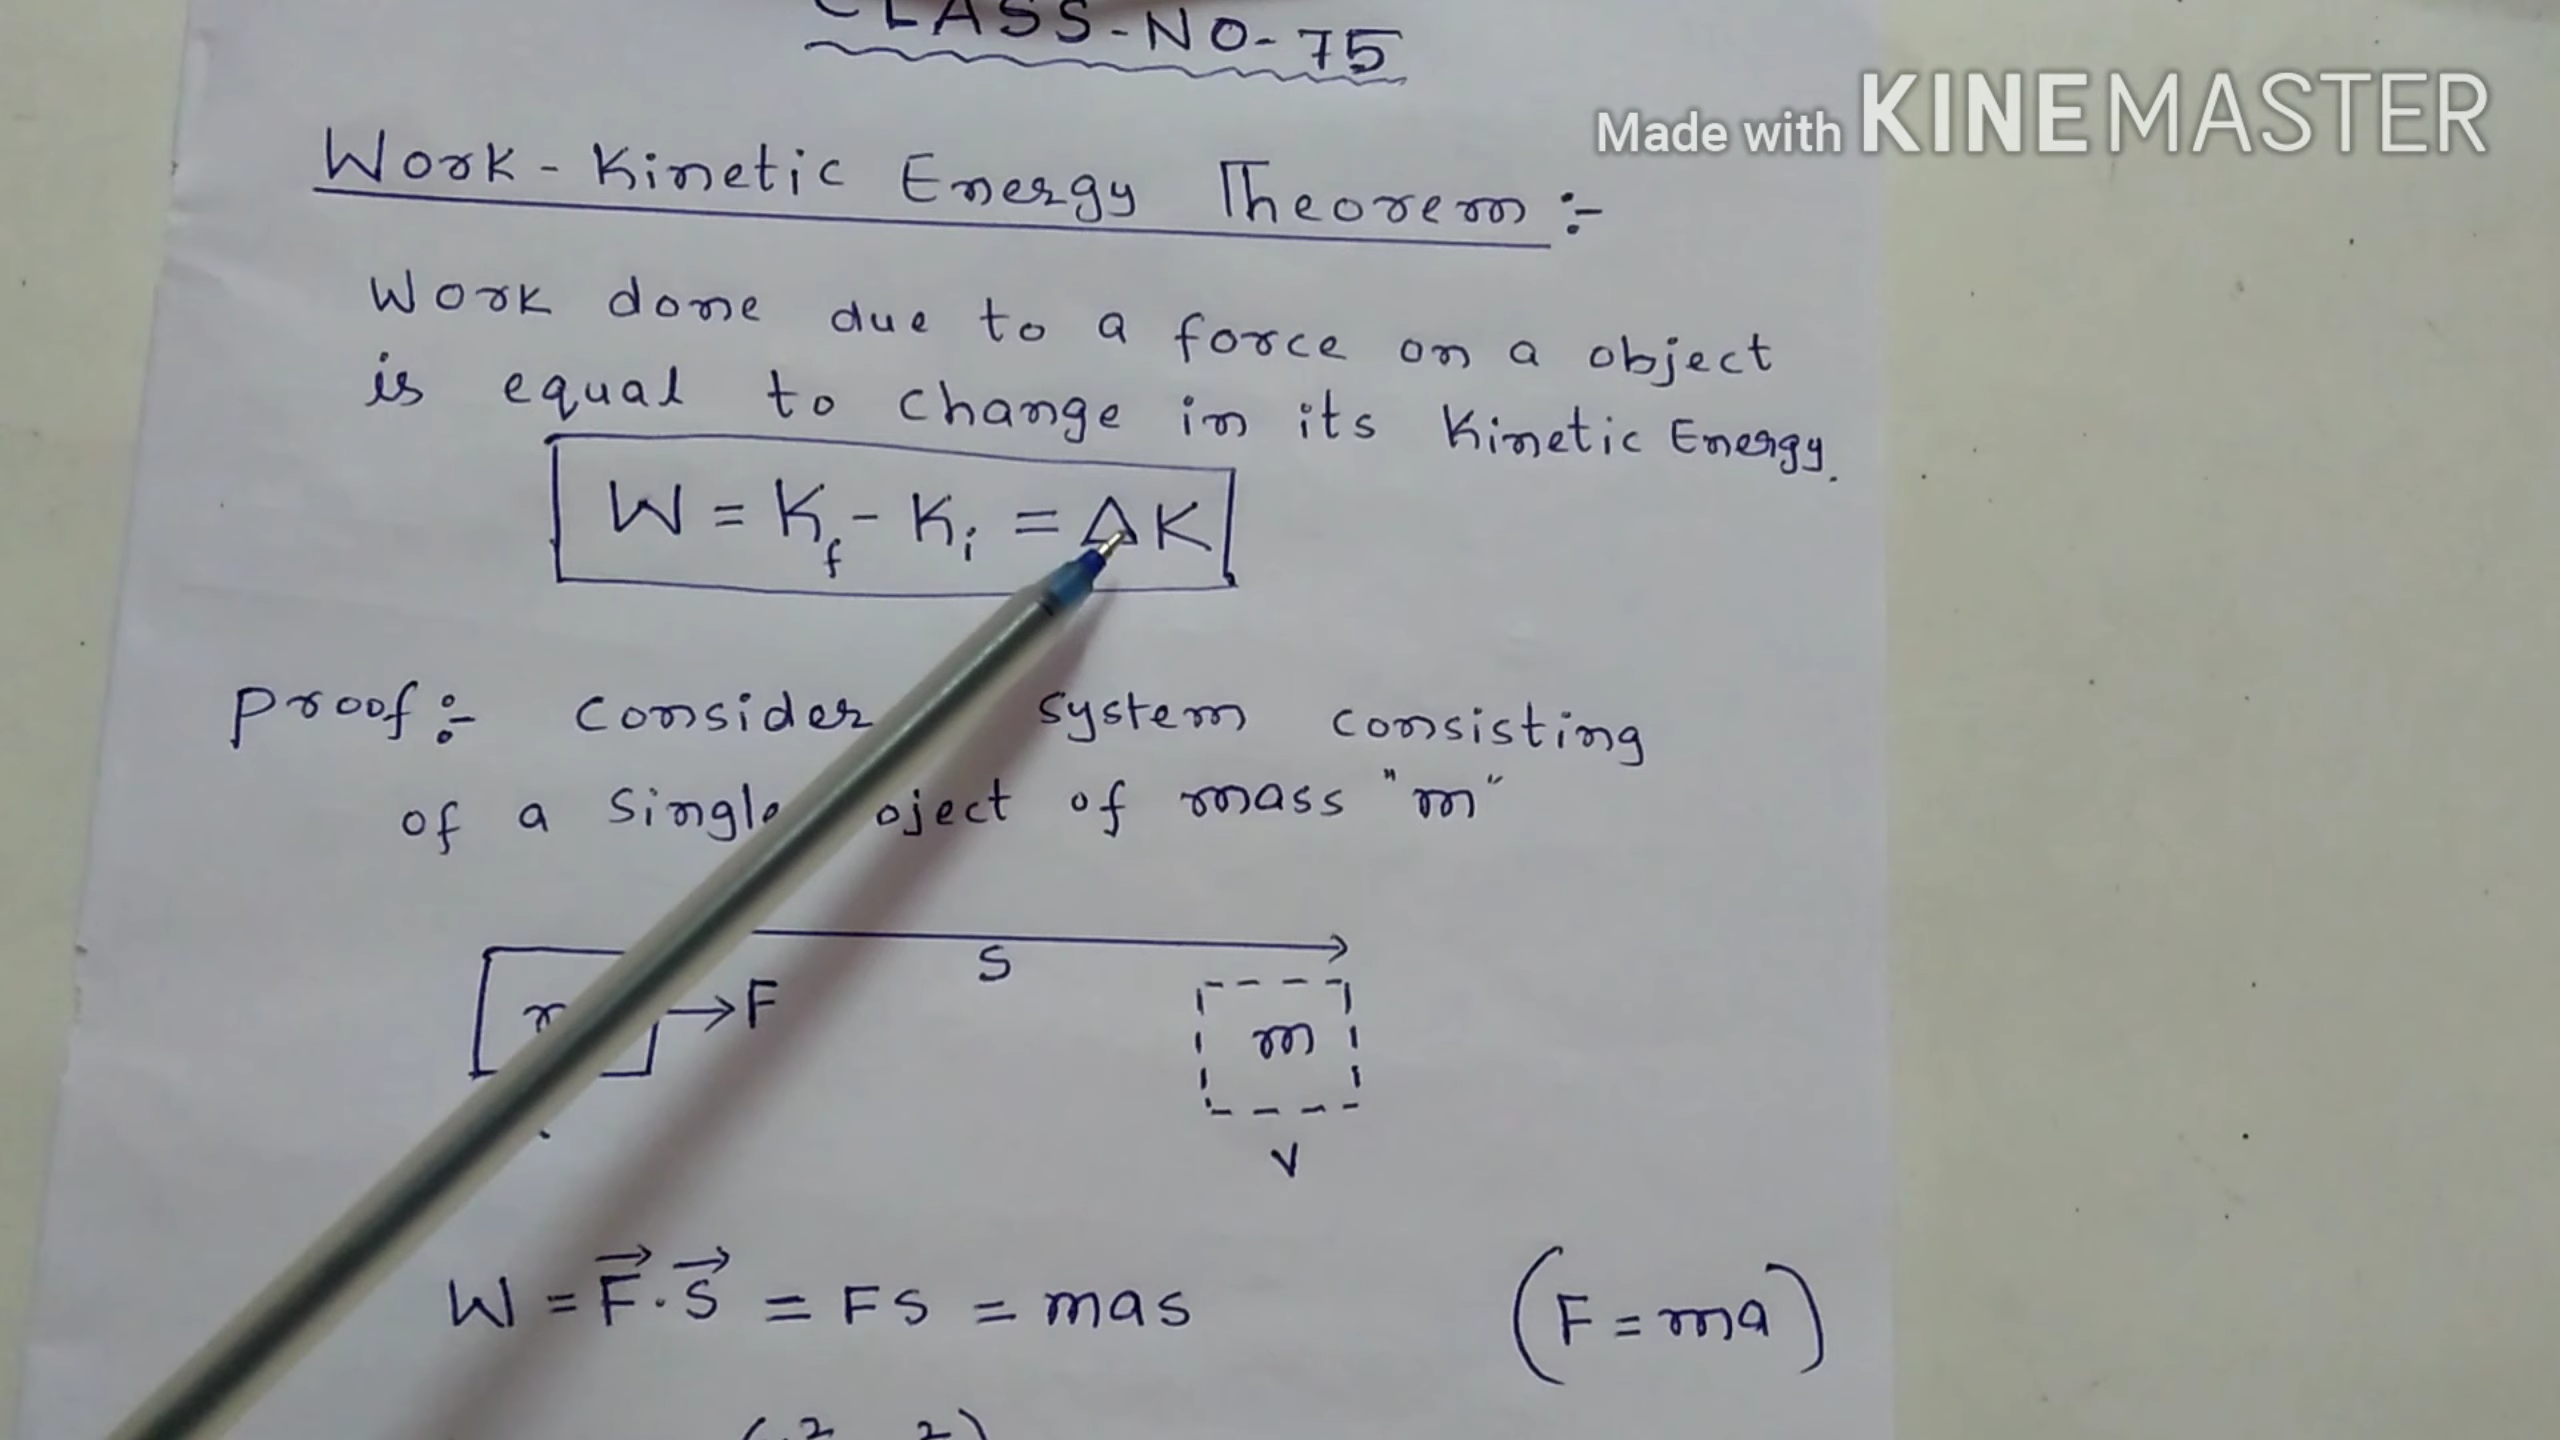 CLASS-NO-75
Made with KINEMASTER
Work-Kinetic Energy Theorem :-
Work done due to a force on a object
is equal to change in its Kinetic Energy.
W = Kf - Ki = ΔK
Proof :- Consider system consisting
of a of mass "m"
S
F
m
v
W = F⃗.S⃗ = FS = mas (F = ma)